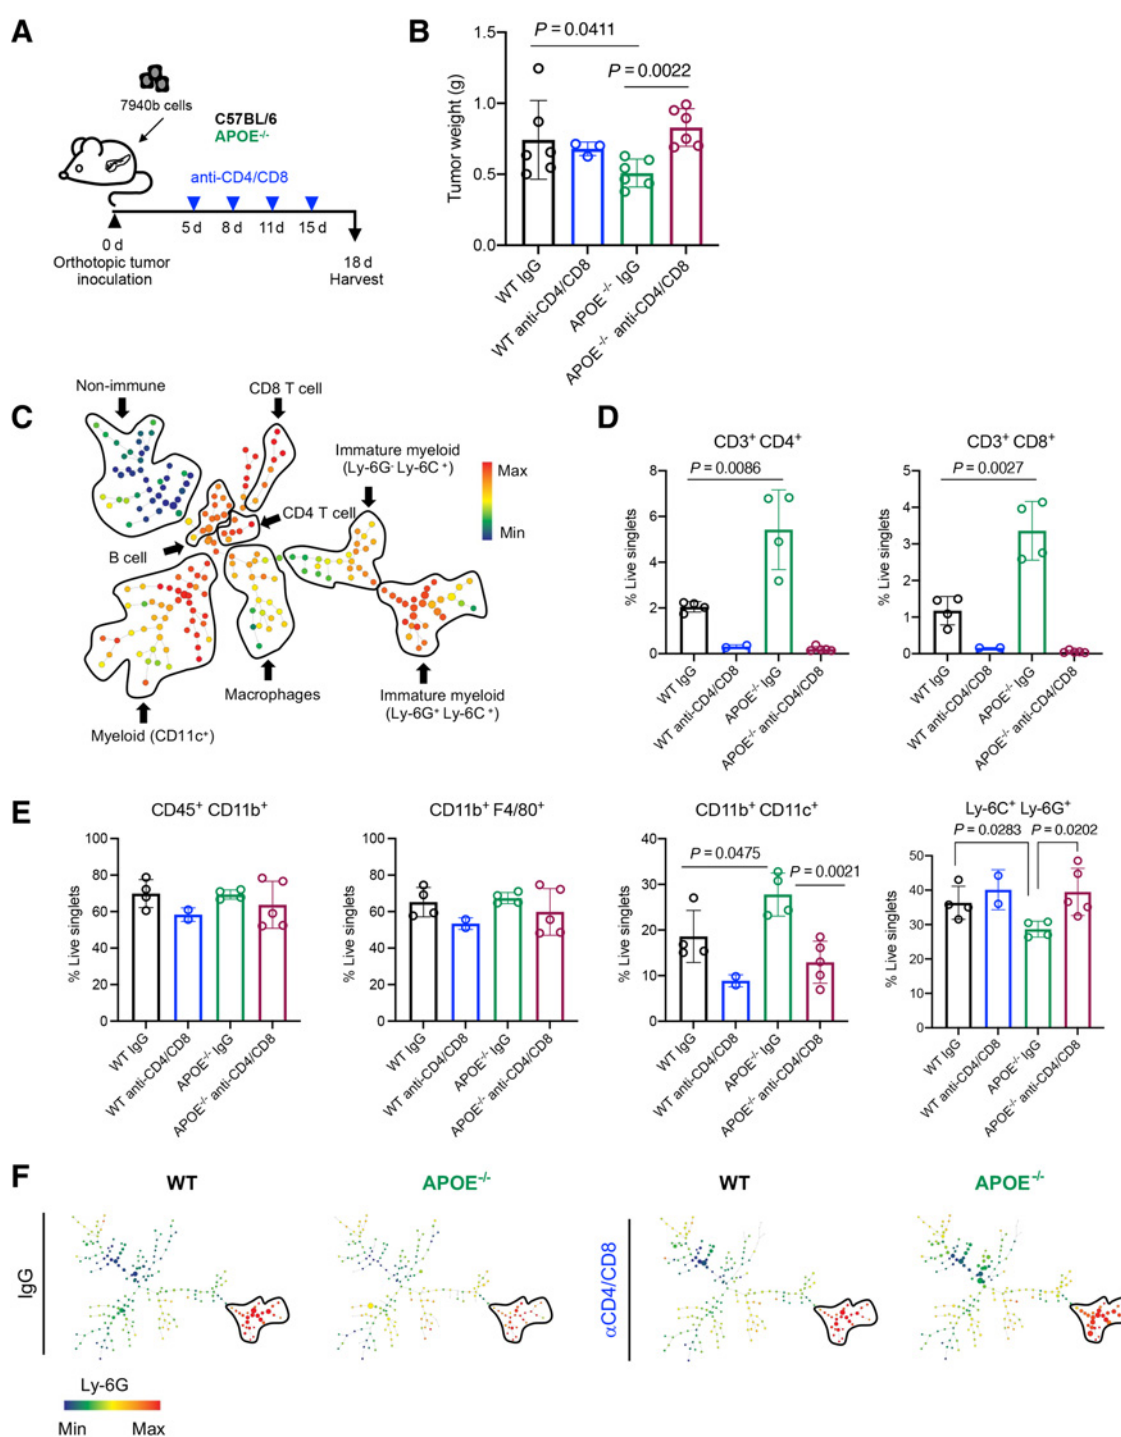 A
7940b cells
C57BL/6
APOE-/-
anti-CD4/CD8
5 d 8 d 11 d 15 d
0 d
Orthotopic tumor
inoculation
18 d
Harvest
B
P = 0.0411
P = 0.0022
Tumor weight (g)
1.5
1.0
0.5
0.0
WT IgG
WT anti-CD4/CD8
APOE-/- IgG
APOE-/- anti-CD4/CD8
C
Non-immune
CD8 T cell
Immature myeloid
(Ly-6G- Ly-6C+)
CD4 T cell
B cell
Max
Min
Macrophages
Immature myeloid
(Ly-6G+ Ly-6C+)
Myeloid (CD11c+)
D
CD3+ CD4+
P = 0.0086
% Live singlets
8
6
4
2
0
WT IgG
WT anti-CD4/CD8
APOE-/- IgG
APOE-/- anti-CD4/CD8
CD3+ CD8+
P = 0.0027
% Live singlets
5
4
3
2
1
0
WT IgG
WT anti-CD4/CD8
APOE-/- IgG
APOE-/- anti-CD4/CD8
E
CD45+ CD11b+
% Live singlets
100
80
60
40
20
0
WT IgG
WT anti-CD4/CD8
APOE-/- IgG
APOE-/- anti-CD4/CD8
CD11b+ F4/80+
% Live singlets
100
80
60
40
20
0
WT IgG
WT anti-CD4/CD8
APOE-/- IgG
APOE-/- anti-CD4/CD8
CD11b+ CD11c+
P = 0.0475
P = 0.0021
% Live singlets
40
30
20
10
0
WT IgG
WT anti-CD4/CD8
APOE-/- IgG
APOE-/- anti-CD4/CD8
Ly-6C+ Ly-6G+
P = 0.0283 P = 0.0202
% Live singlets
50
40
30
20
10
0
WT IgG
WT anti-CD4/CD8
APOE-/- IgG
APOE-/- anti-CD4/CD8
F
WT APOE-/- WT APOE-/-
IgG
αCD4/CD8
Ly-6G
Min Max